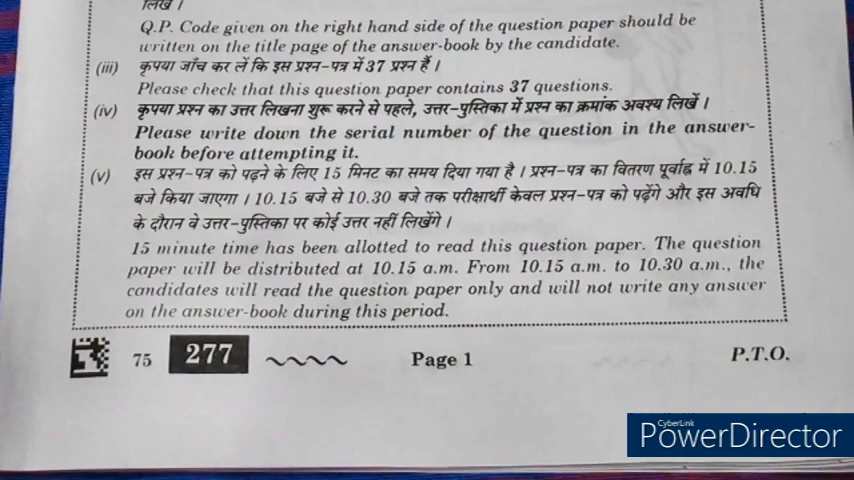 लिखें ।
Q.P. Code given on the right hand side of the question paper should be
written on the title page of the answer-book by the candidate.
(iii) कृपया जाँच कर लें कि इस प्रश्न-पत्र में 37 प्रश्न हैं ।
Please check that this question paper contains 37 questions.
(iv) कृपया प्रश्न का उत्तर लिखना शुरू करने से पहले, उत्तर-पुस्तिका में प्रश्न का क्रमांक अवश्य लिखें ।
Please write down the serial number of the question in the answer-
book before attempting it.
(v) इस प्रश्न-पत्र को पढ़ने के लिए 15 मिनट का समय दिया गया है । प्रश्न-पत्र का वितरण पूर्वाह्न में 10.15
बजे किया जाएगा । 10.15 बजे से 10.30 बजे तक परीक्षार्थी केवल प्रश्न-पत्र को पढ़ेंगे और इस अवधि
के दौरान वे उत्तर-पुस्तिका पर कोई उत्तर नहीं लिखेंगे ।
15 minute time has been allotted to read this question paper. The question
paper will be distributed at 10.15 a.m. From 10.15 a.m. to 10.30 a.m., the
candidates will read the question paper only and will not write any answer
on the answer-book during this period.
75 277 Page 1 P.T.O.
CyberLink
PowerDirector